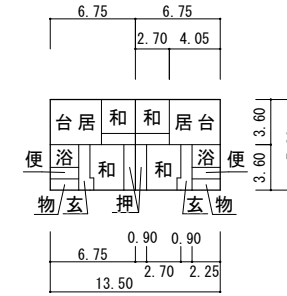 6.75 6.75
2.70 4.05
台 居 和 和 居 台
3.60
便 浴 和 和 浴 便
3.60
物 玄 押 玄 物
0.90 0.90
6.75 2.70 2.25
13.50